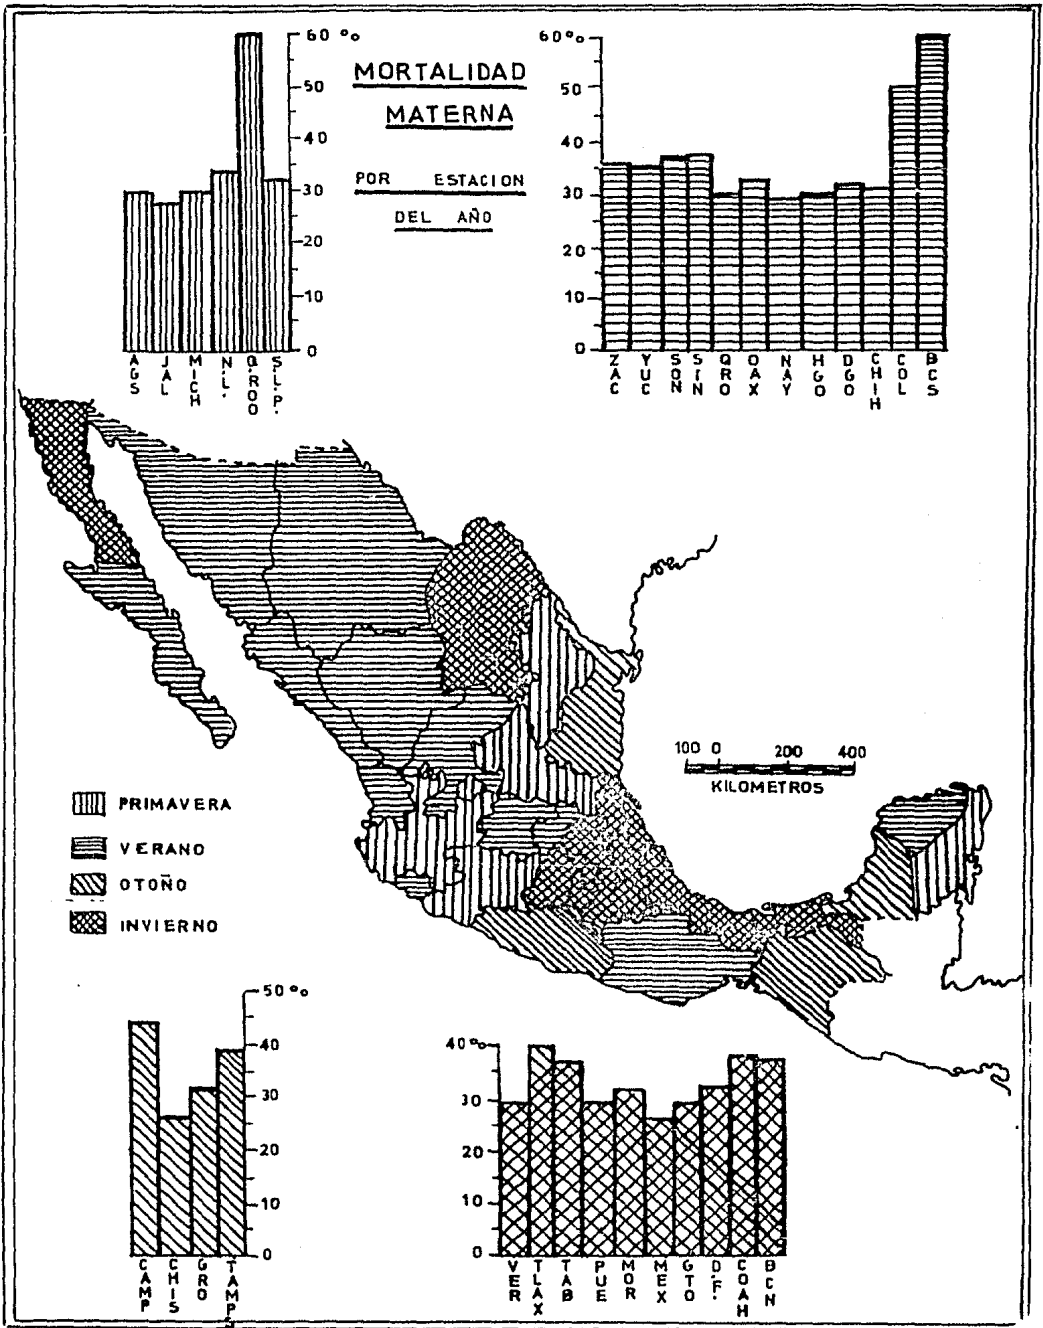 MORTALIDAD
MATERNA
POR ESTACION
DEL AÑO
60 %
50
40
30
20
10
0
AGS
JAL
MICH
N.L.
Q.ROO
S.L.P.
60%
50
40
30
20
10
0
ZAC
YUC
SON
SIN
QRO
OAX
NAY
HGO
DGO
CHIH
COL
BCS
100 0 200 400
KILOMETROS
PRIMAVERA
VERANO
OTOÑO
INVIERNO
50%
40
30
20
10
0
CAMP
CHIS
GRO
TAMPS
40%
30
20
10
0
VER
TLAX
TAB
PUE
MOR
MEX
GTO
D.F.
COAH
BCN